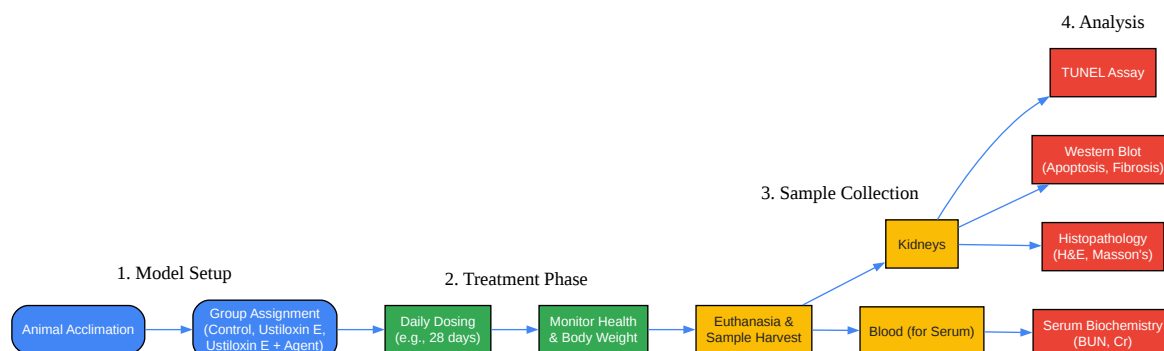 4. Analysis
TUNEL Assay
Western Blot
(Apoptosis, Fibrosis)
3. Sample Collection
Kidneys
Histopathology
(H&E, Masson's)
1. Model Setup
2. Treatment Phase
Animal Acclimation
Group Assignment
(Control, Ustiloxin E,
Ustiloxin E + Agent)
Daily Dosing
(e.g., 28 days)
Monitor Health
& Body Weight
Euthanasia &
Sample Harvest
Blood (for Serum)
Serum Biochemistry
(BUN, Cr)